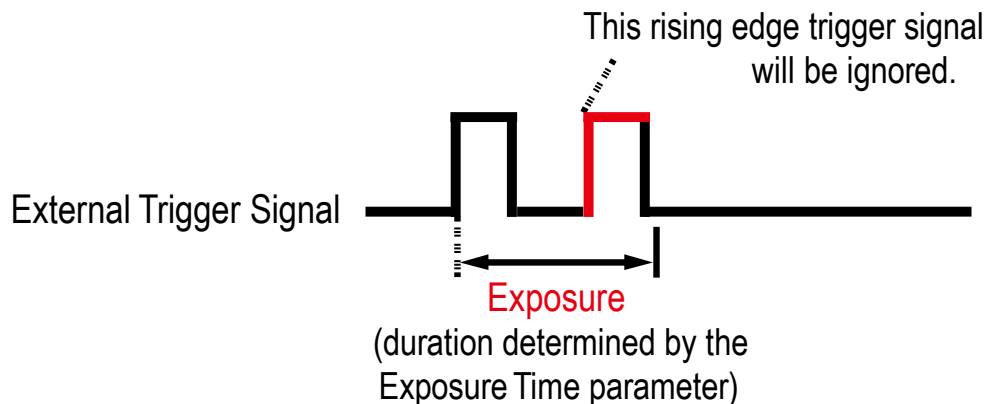 This rising edge trigger signal
will be ignored.
External Trigger Signal
Exposure
(duration determined by the
Exposure Time parameter)